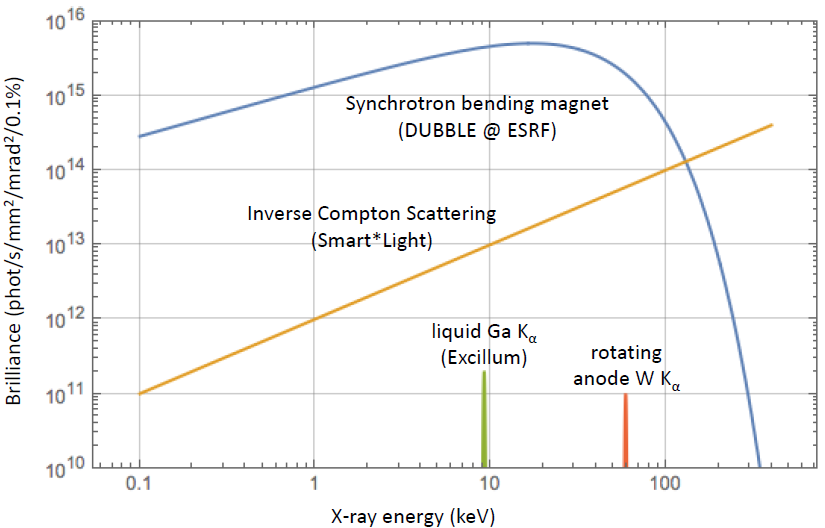 10¹⁶
10¹⁵
10¹⁴
10¹³
10¹²
10¹¹
10¹⁰
Brilliance (phot/s/mm²/mrad²/0.1%)
Synchrotron bending magnet
(DUBBLE @ ESRF)
Inverse Compton Scattering
(Smart*Light)
liquid Ga Kα
(Excillum)
rotating
anode W Kα
0.1 1 10 100
X-ray energy (keV)